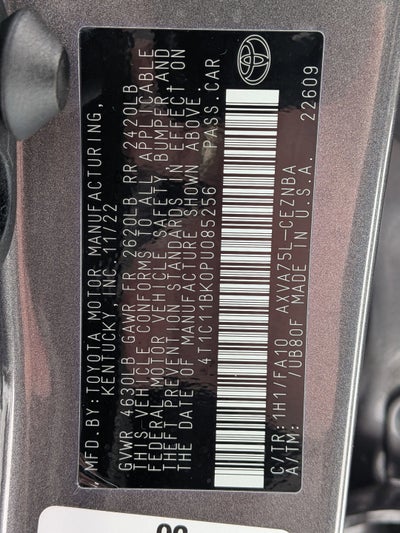 MFD. BY: TOYOTA MOTOR MANUFACTURING,
KENTUCKY, INC. 11/22
GVWR 4630LB GAWR FR 2620LB RR 2420LB
THIS VEHICLE CONFORMS TO ALL APPLICABLE
FEDERAL MOTOR VEHICLE SAFETY, BUMPER AND
THEFT PREVENTION STANDARDS IN EFFECT ON
THE DATE OF MANUFACTURE SHOWN ABOVE.
4T1C11BK0PU085256 PASS.CAR
C/TR:1H1/FA10 AXVA75L-CEZNBA
A/TM: /UB80F MADE IN U.S.A. 22609